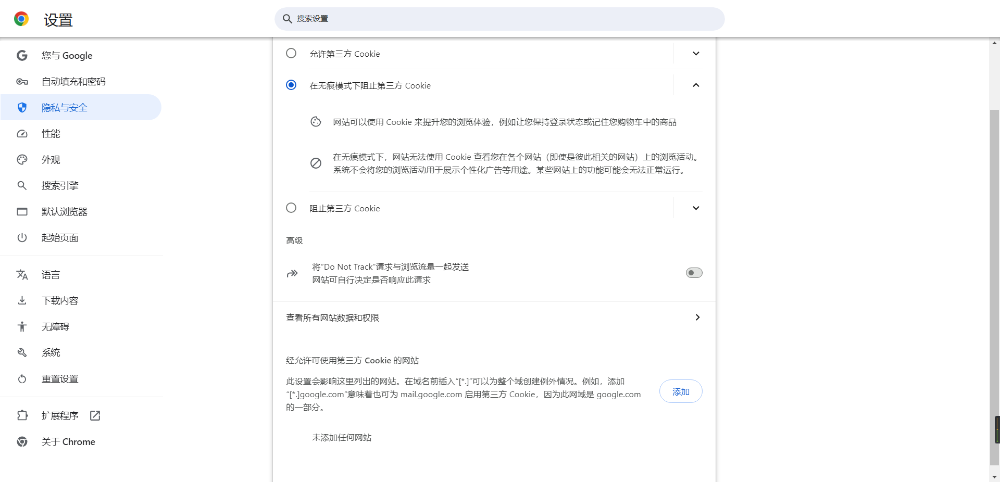 设置
搜索设置
您与 Google
自动填充和密码
隐私与安全
性能
外观
搜索引擎
默认浏览器
起始页面
语言
下载内容
无障碍
系统
重置设置
扩展程序
关于 Chrome
允许第三方 Cookie
在无痕模式下阻止第三方 Cookie
网站可以使用 Cookie 来提升您的浏览体验，例如让您保持登录状态或记住您购物车中的商品
在无痕模式下，网站无法使用 Cookie 查看您在各个网站（即使是彼此相关的网站）上的浏览活动。
系统不会将您的浏览活动用于展示个性化广告等用途。某些网站上的功能可能会无法正常运行。
阻止第三方 Cookie
高级
将“Do Not Track”请求与浏览流量一起发送
网站可自行决定是否响应此请求
查看所有网站数据和权限
经允许可使用第三方 Cookie 的网站
此设置会影响这里列出的网站。在域名前插入“[*.]”可以为整个域创建例外情况。例如，添加
“[*.]google.com”意味着也可为 mail.google.com 启用第三方 Cookie，因为此网域是 google.com
的一部分。
添加
未添加任何网站